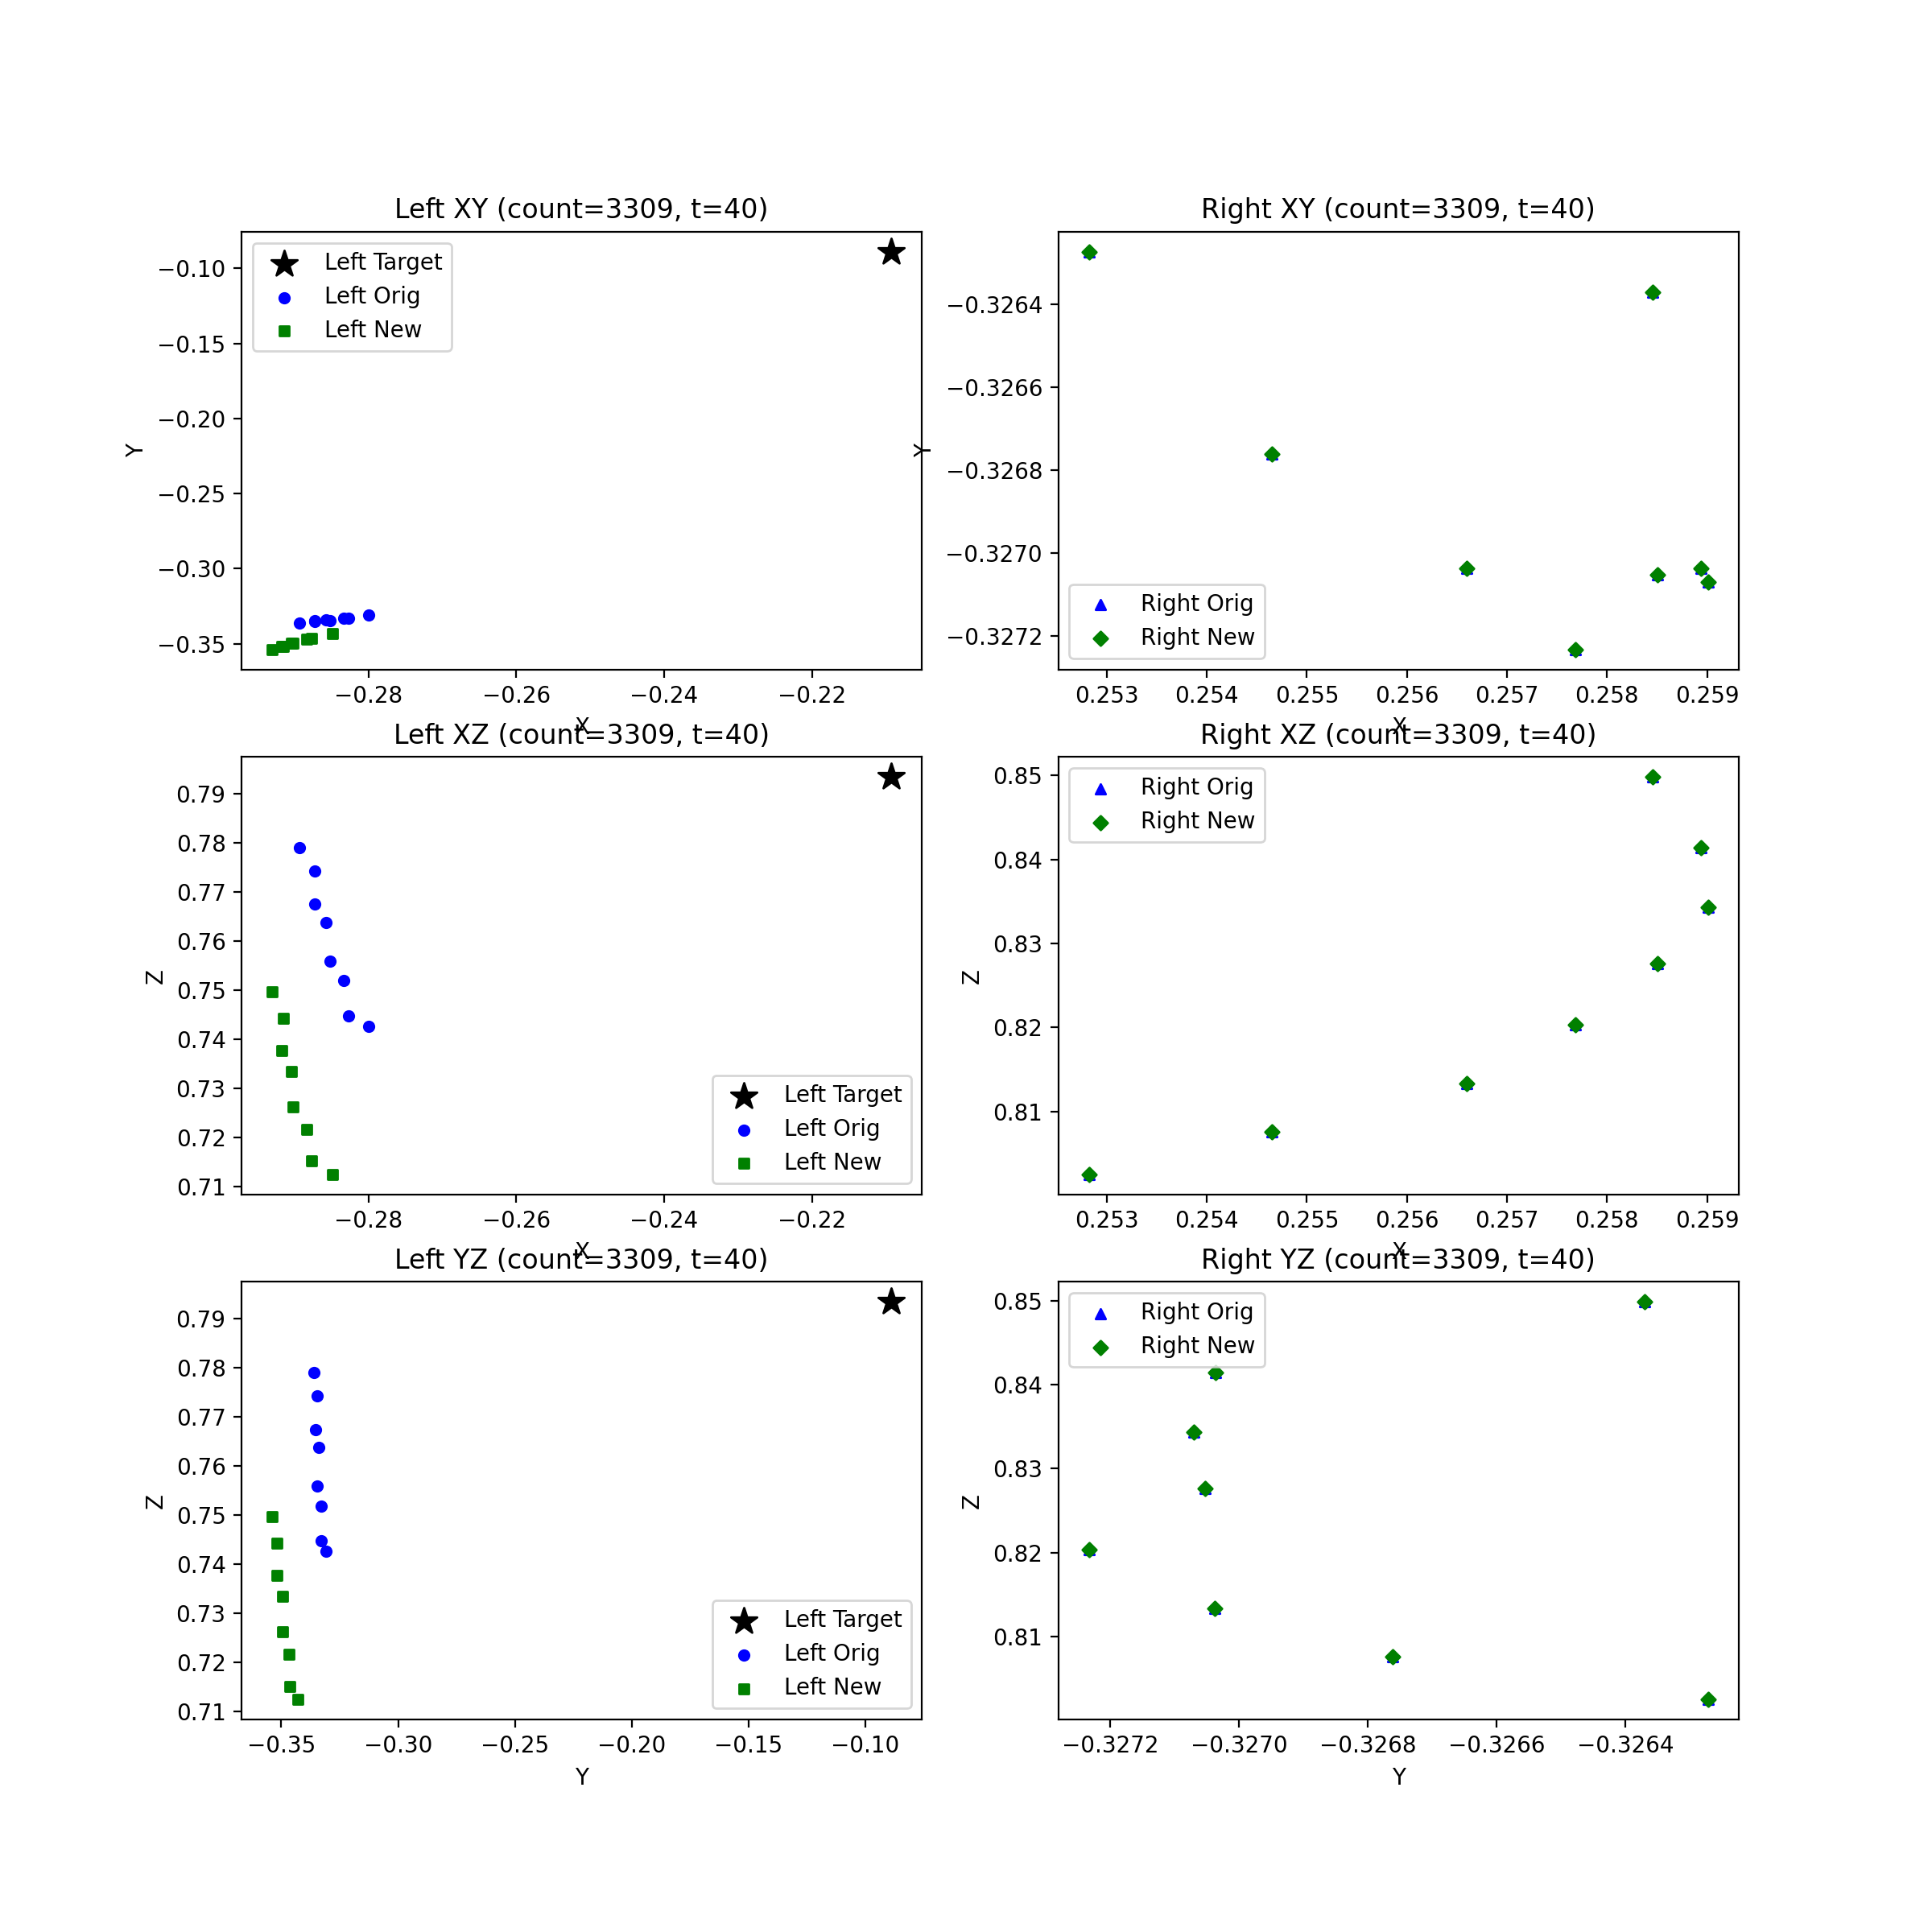 Left XY (count=3309, t=40)
Left Target
Left Orig
Left New
−0.10
−0.15
−0.20
−0.25
−0.30
−0.35
Y
−0.28
−0.26
−0.24
−0.22
X
Right XY (count=3309, t=40)
Right Orig
Right New
−0.3264
−0.3266
−0.3268
−0.3270
−0.3272
Y
0.253
0.254
0.255
0.256
0.257
0.258
0.259
X
Left XZ (count=3309, t=40)
Left Target
Left Orig
Left New
0.79
0.78
0.77
0.76
0.75
0.74
0.73
0.72
0.71
Z
−0.28
−0.26
−0.24
−0.22
X
Right XZ (count=3309, t=40)
Right Orig
Right New
0.85
0.84
0.83
0.82
0.81
Z
0.253
0.254
0.255
0.256
0.257
0.258
0.259
X
Left YZ (count=3309, t=40)
Left Target
Left Orig
Left New
0.79
0.78
0.77
0.76
0.75
0.74
0.73
0.72
0.71
Z
−0.35
−0.30
−0.25
−0.20
−0.15
−0.10
Y
Right YZ (count=3309, t=40)
Right Orig
Right New
0.85
0.84
0.83
0.82
0.81
Z
−0.3272
−0.3270
−0.3268
−0.3266
−0.3264
Y